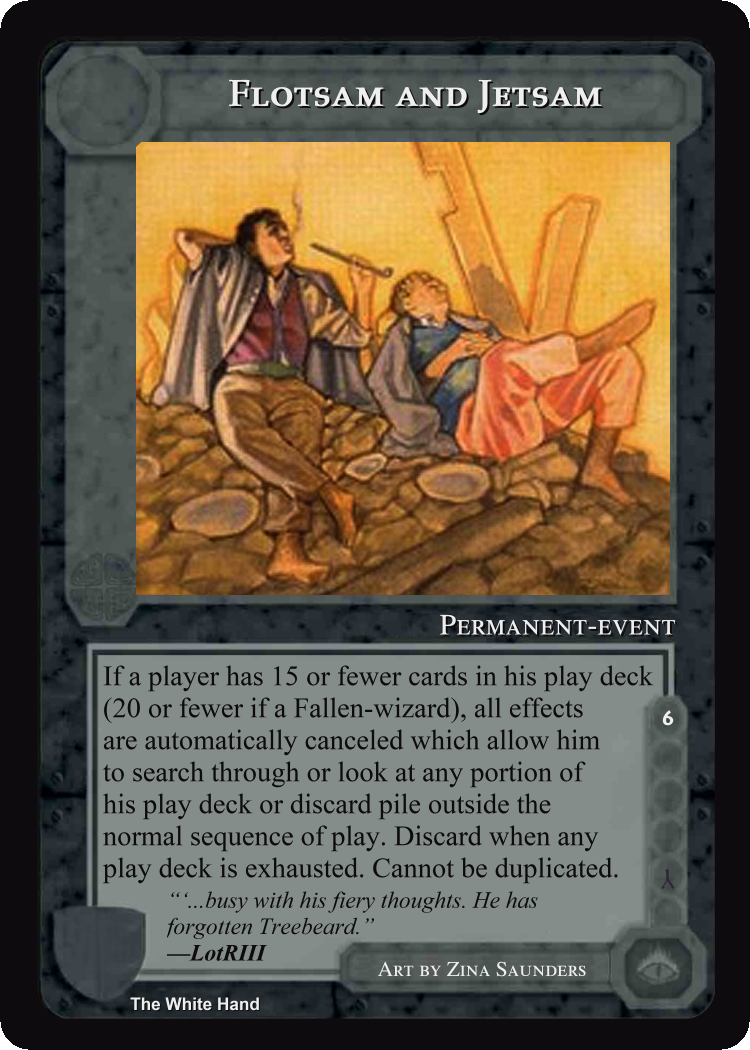 Flotsam and Jetsam
Permanent-event
If a player has 15 or fewer cards in his play deck
(20 or fewer if a Fallen-wizard), all effects
are automatically canceled which allow him
to search through or look at any portion of
his play deck or discard pile outside the
normal sequence of play. Discard when any
play deck is exhausted. Cannot be duplicated.
6
“‘...busy with his fiery thoughts. He has
forgotten Treebeard.”
—LotRIII
Art by Zina Saunders
The White Hand